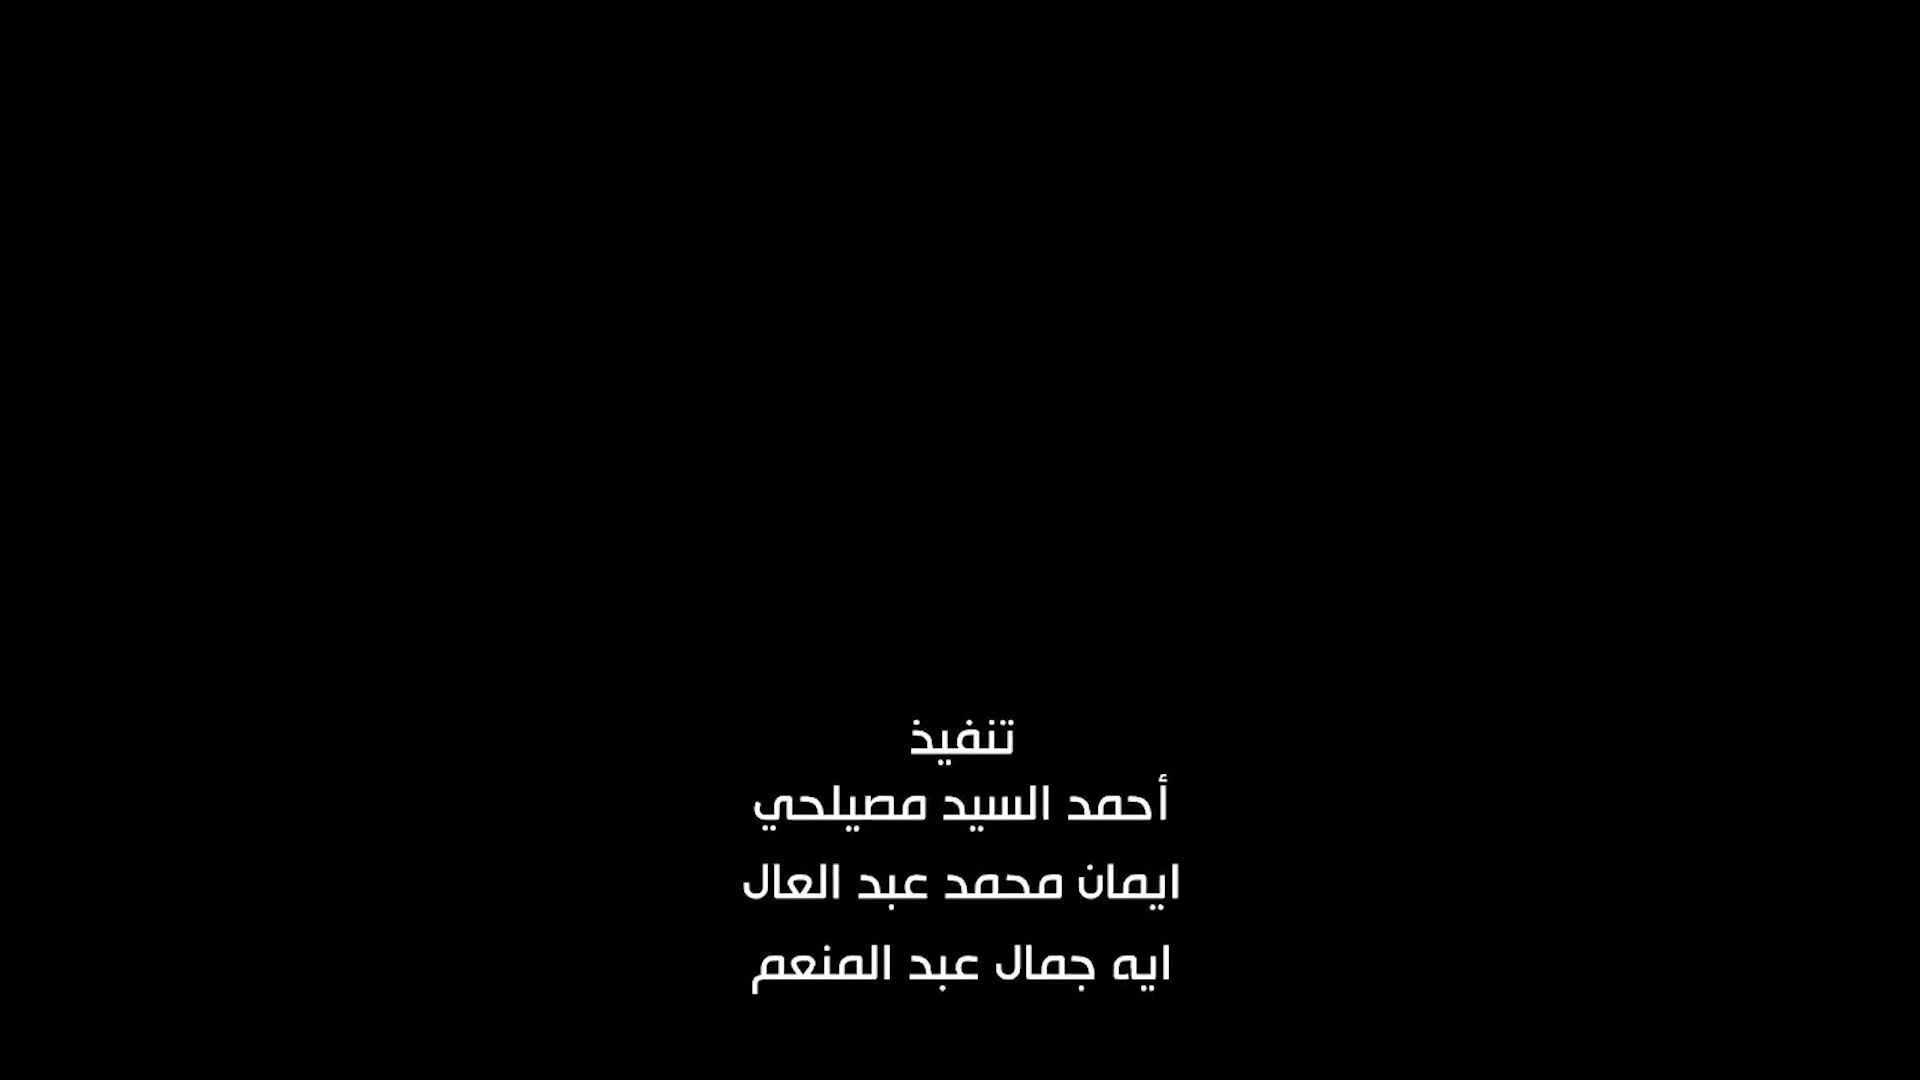 تنفيذ
أحمد السيد مصيلحي
ايمان محمد عبد العال
ايه جمال عبد المنعم